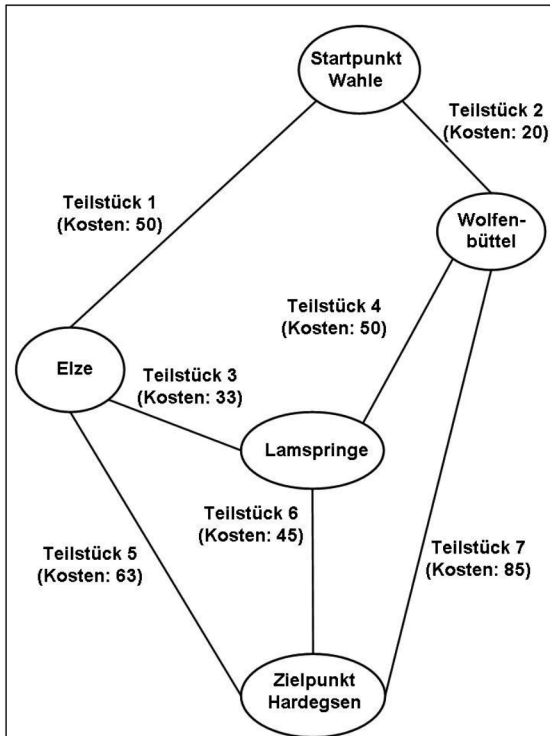 Startpunkt
Wahle
Teilstück 2
(Kosten: 20)
Teilstück 1
(Kosten: 50)
Wolfen-
büttel
Teilstück 4
(Kosten: 50)
Elze
Teilstück 3
(Kosten: 33)
Lamspringe
Teilstück 6
(Kosten: 45)
Teilstück 5
(Kosten: 63)
Teilstück 7
(Kosten: 85)
Zielpunkt
Hardegsen